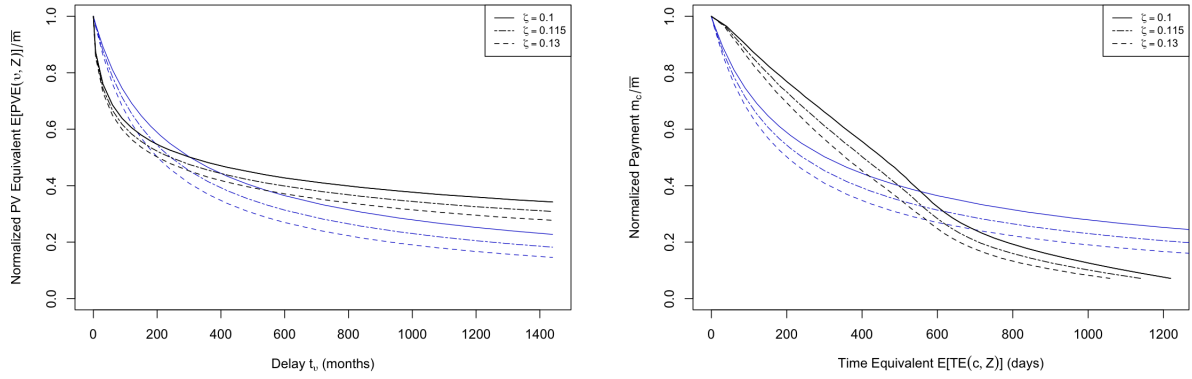 Normalized PV Equivalent E[PVE(υ, Z)]/m̅
1.0
0.8
0.6
0.4
0.2
0.0
ζ = 0.1
ζ = 0.115
ζ = 0.13
0 200 400 600 800 1000 1200 1400
Delay tυ (months)
Normalized Payment mc/m̅
1.0
0.8
0.6
0.4
0.2
0.0
ζ = 0.1
ζ = 0.115
ζ = 0.13
0 200 400 600 800 1000 1200
Time Equivalent E[TE(c, Z)] (days)